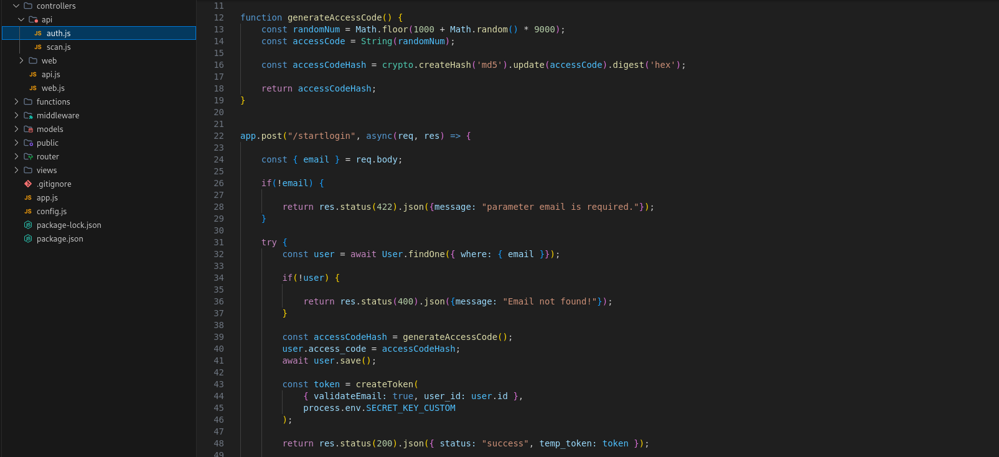 controllers
api
JS auth.js
JS scan.js
web
JS api.js
JS web.js
functions
middleware
models
public
router
views
.gitignore
JS app.js
JS config.js
package-lock.json
package.json
11
12 function generateAccessCode() {
13 const randomNum = Math.floor(1000 + Math.random() * 9000);
14 const accessCode = String(randomNum);
15
16 const accessCodeHash = crypto.createHash('md5').update(accessCode).digest('hex');
17
18 return accessCodeHash;
19 }
20
21
22 app.post("/startlogin", async(req, res) => {
23
24 const { email } = req.body;
25
26 if(!email) {
27
28 return res.status(422).json({message: "parameter email is required."});
29 }
30
31 try {
32 const user = await User.findOne({ where: { email }});
33
34 if(!user) {
35
36 return res.status(400).json({message: "Email not found!"});
37 }
38
39 const accessCodeHash = generateAccessCode();
40 user.access_code = accessCodeHash;
41 await user.save();
42
43 const token = createToken(
44 { validateEmail: true, user_id: user.id },
45 process.env.SECRET_KEY_CUSTOM
46 );
47
48 return res.status(200).json({ status: "success", temp_token: token });
49